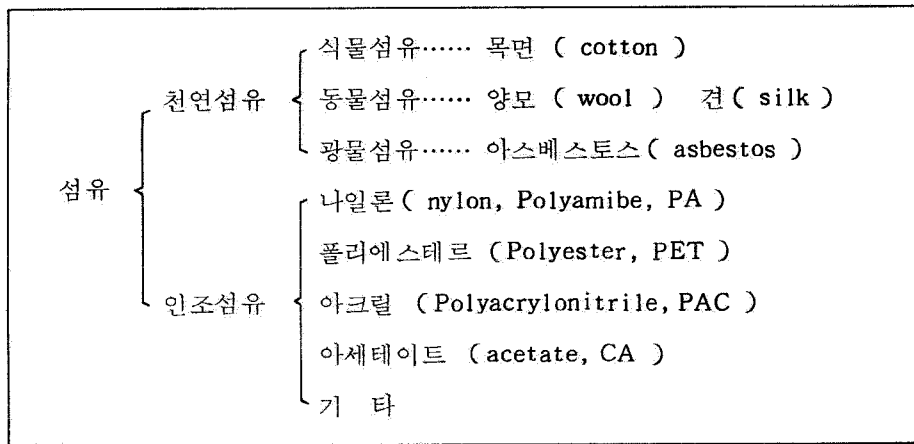 식물섬유…… 목면 ( cotton )
천연섬유
동물섬유…… 양모 ( wool ) 견 ( silk )
광물섬유…… 아스베스토스 ( asbestos )
섬유
나일론 ( nylon, Polyamibe, PA )
폴리에스테르 (Polyester, PET )
인조섬유
아크릴 (Polyacrylonitrile, PAC )
아세테이트 (acetate, CA )
기 타